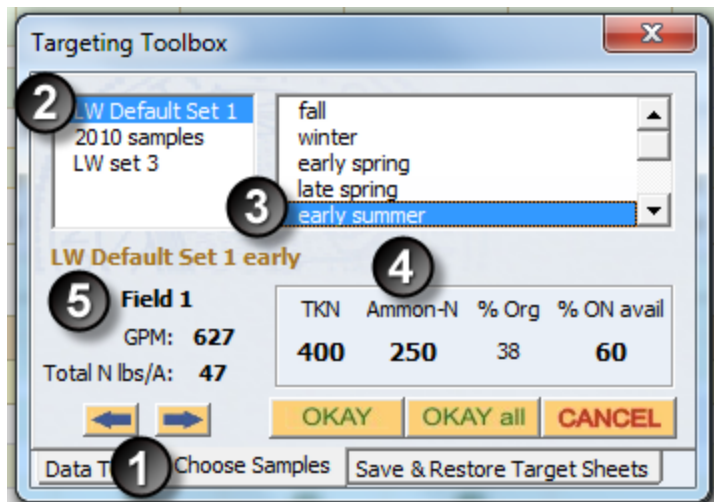 Targeting Toolbox
x
2
LW Default Set 1
2010 samples
LW set 3
fall
winter
early spring
late spring
3
early summer
LW Default Set 1 early
4
5
Field 1
GPM: 627
Total N lbs/A: 47
TKN Ammon-N % Org % ON avail
400 250 38 60
OKAY OKAY all CANCEL
1
Data T Choose Samples Save & Restore Target Sheets